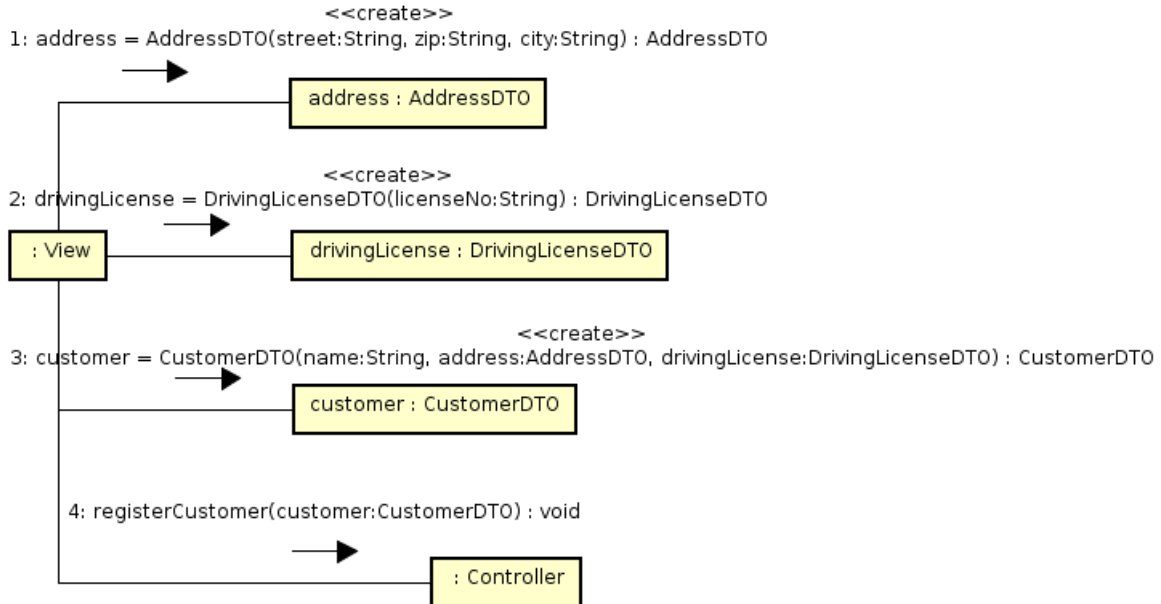 <<create>>
1: address = AddressDTO(street:String, zip:String, city:String) : AddressDTO
address : AddressDTO
<<create>>
2: drivingLicense = DrivingLicenseDTO(licenseNo:String) : DrivingLicenseDTO
: View
drivingLicense : DrivingLicenseDTO
<<create>>
3: customer = CustomerDTO(name:String, address:AddressDTO, drivingLicense:DrivingLicenseDTO) : CustomerDTO
customer : CustomerDTO
4: registerCustomer(customer:CustomerDTO) : void
: Controller